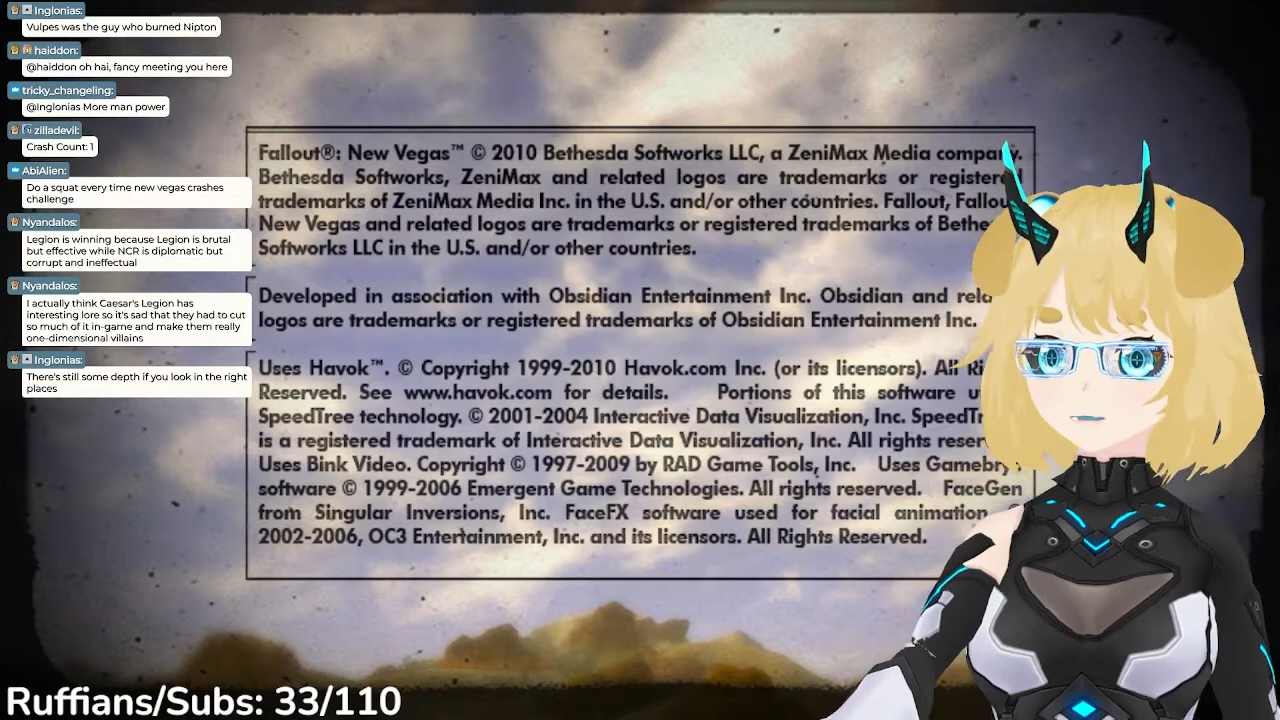 Inglonias:
Vulpes was the guy who burned Nipton
haiddon:
@haiddon oh hai, fancy meeting you here
tricky_changeling:
@Inglonias More man power
zilladevil:
Crash Count: 1
AbiAlien:
Do a squat every time new vegas crashes
challenge
Nyandalos:
Legion is winning because Legion is brutal
but effective while NCR is diplomatic but
corrupt and ineffectual
Nyandalos:
I actually think Caesar's Legion has
interesting lore so it's sad that they had to cut
so much of it in-game and make them really
one-dimensional villains
Inglonias:
There's still some depth if you look in the right
places
Fallout®: New Vegas™ © 2010 Bethesda Softworks LLC, a ZeniMax Media company.
Bethesda Softworks, ZeniMax and related logos are trademarks or registered
trademarks of ZeniMax Media Inc. in the U.S. and/or other countries. Fallout, Fallou
New Vegas and related logos are trademarks or registered trademarks of Bethe
Softworks LLC in the U.S. and/or other countries.
Developed in association with Obsidian Entertainment Inc. Obsidian and rela
logos are trademarks or registered trademarks of Obsidian Entertainment Inc.
Uses Havok™. © Copyright 1999-2010 Havok.com Inc. (or its licensors). All Ri
Reserved. See www.havok.com for details. Portions of this software u
SpeedTree technology. © 2001-2004 Interactive Data Visualization, Inc. SpeedTr
is a registered trademark of Interactive Data Visualization, Inc. All rights reser
Uses Bink Video. Copyright © 1997-2009 by RAD Game Tools, Inc. Uses Gamebry
software © 1999-2006 Emergent Game Technologies. All rights reserved. FaceGen
from Singular Inversions, Inc. FaceFX software used for facial animation
2002-2006, OC3 Entertainment, Inc. and its licensors. All Rights Reserved.
Ruffians/Subs: 33/110